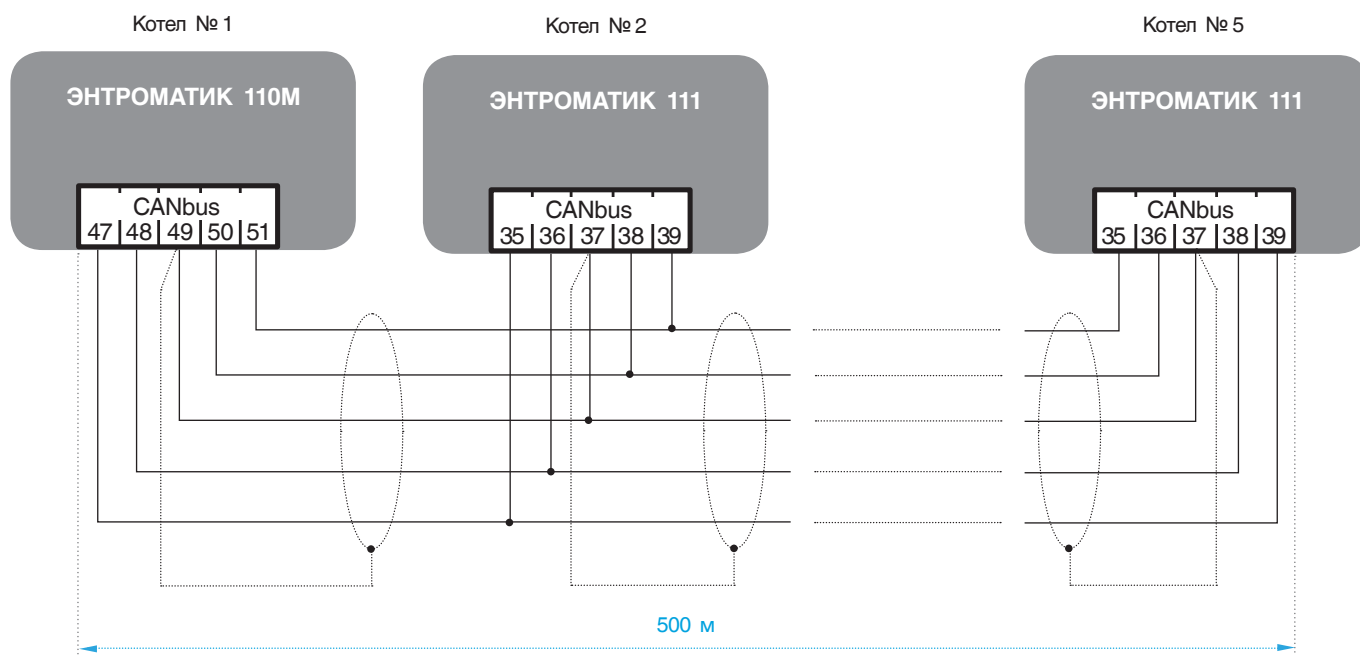 Котел № 1
Котел № 2
Котел № 5
ЭНТРОМАТИК 110М
ЭНТРОМАТИК 111
ЭНТРОМАТИК 111
CANbus
47 48 49 50 51
CANbus
35 36 37 38 39
CANbus
35 36 37 38 39
500 м